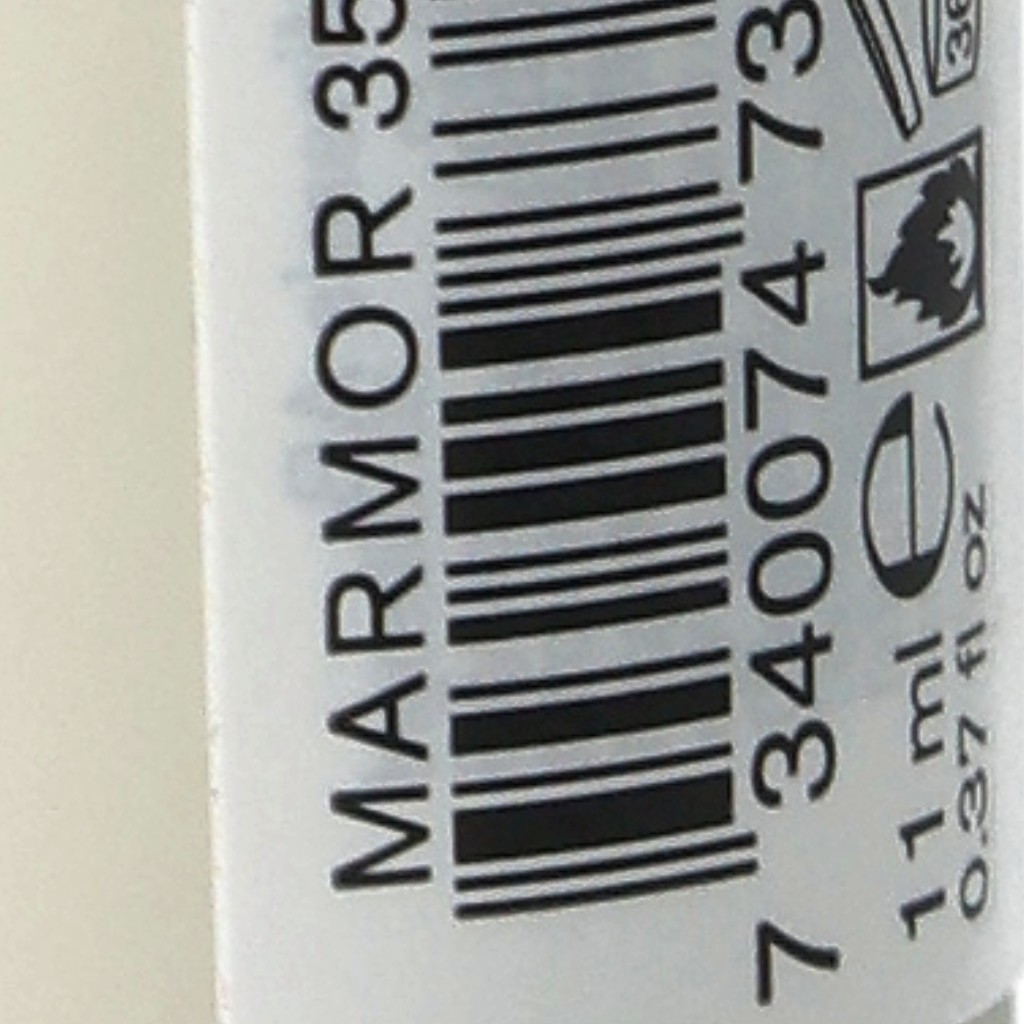 MARMOR 35
7 340074 73
11 ml e
0.37 fl oz